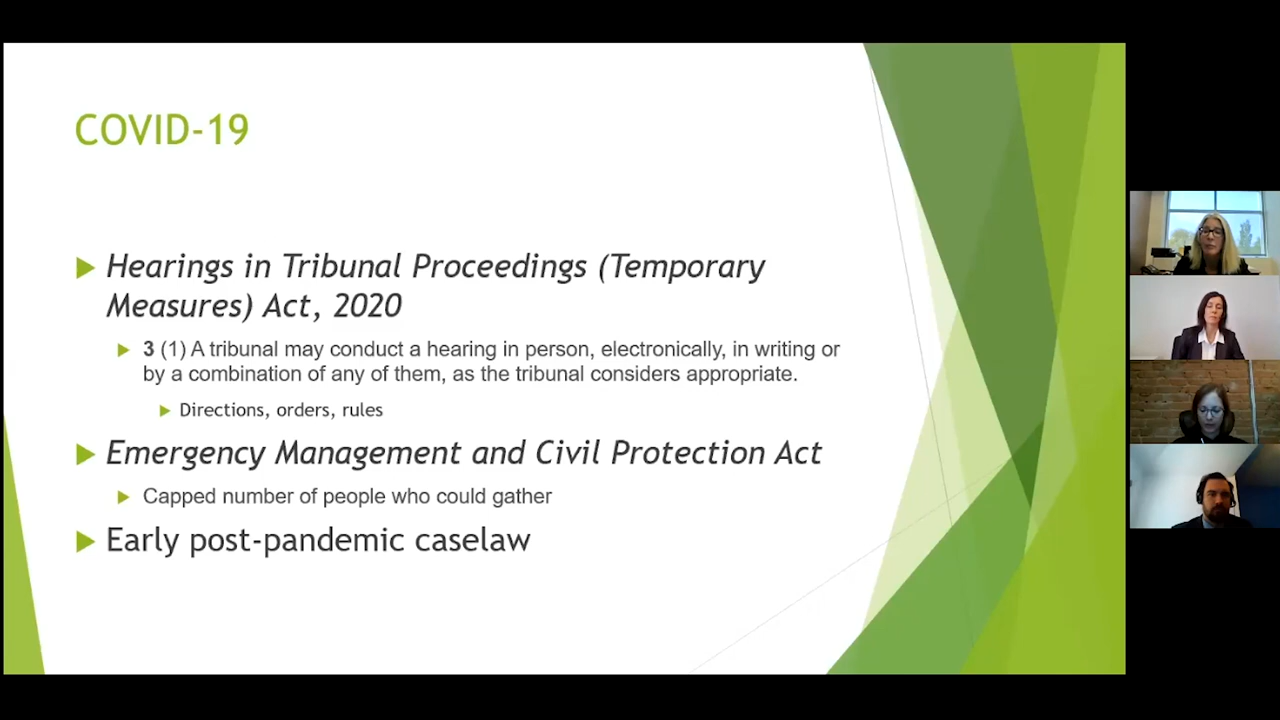 COVID-19
Hearings in Tribunal Proceedings (Temporary
Measures) Act, 2020
3 (1) A tribunal may conduct a hearing in person, electronically, in writing or
by a combination of any of them, as the tribunal considers appropriate.
Directions, orders, rules
Emergency Management and Civil Protection Act
Capped number of people who could gather
Early post-pandemic caselaw